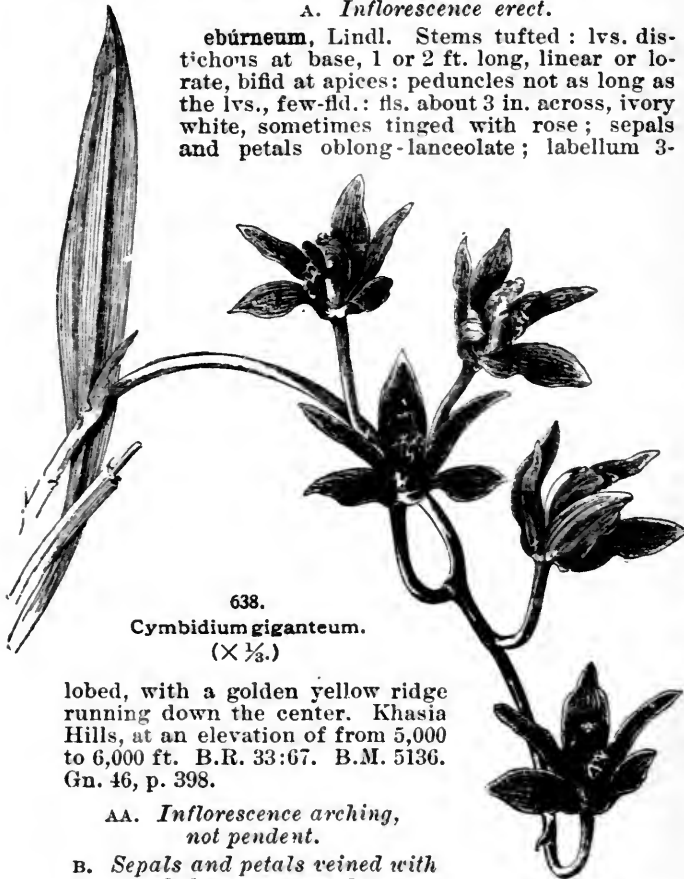 A. Inflorescence erect.
ebúrneum, Lindl. Stems tufted : lvs. dis-
tichous at base, 1 or 2 ft. long, linear or lo-
rate, bifid at apices: peduncles not as long as
the lvs., few-fld.: fls. about 3 in. across, ivory
white, sometimes tinged with rose ; sepals
and petals oblong-lanceolate ; labellum 3-
638.
Cymbidium giganteum.
(X ⅓.)
lobed, with a golden yellow ridge
running down the center. Khasia
Hills, at an elevation of from 5,000
to 6,000 ft. B.R. 33:67. B.M. 5136.
Gn. 46, p. 398.
AA. Inflorescence arching,
not pendent.
B. Sepals and petals veined with